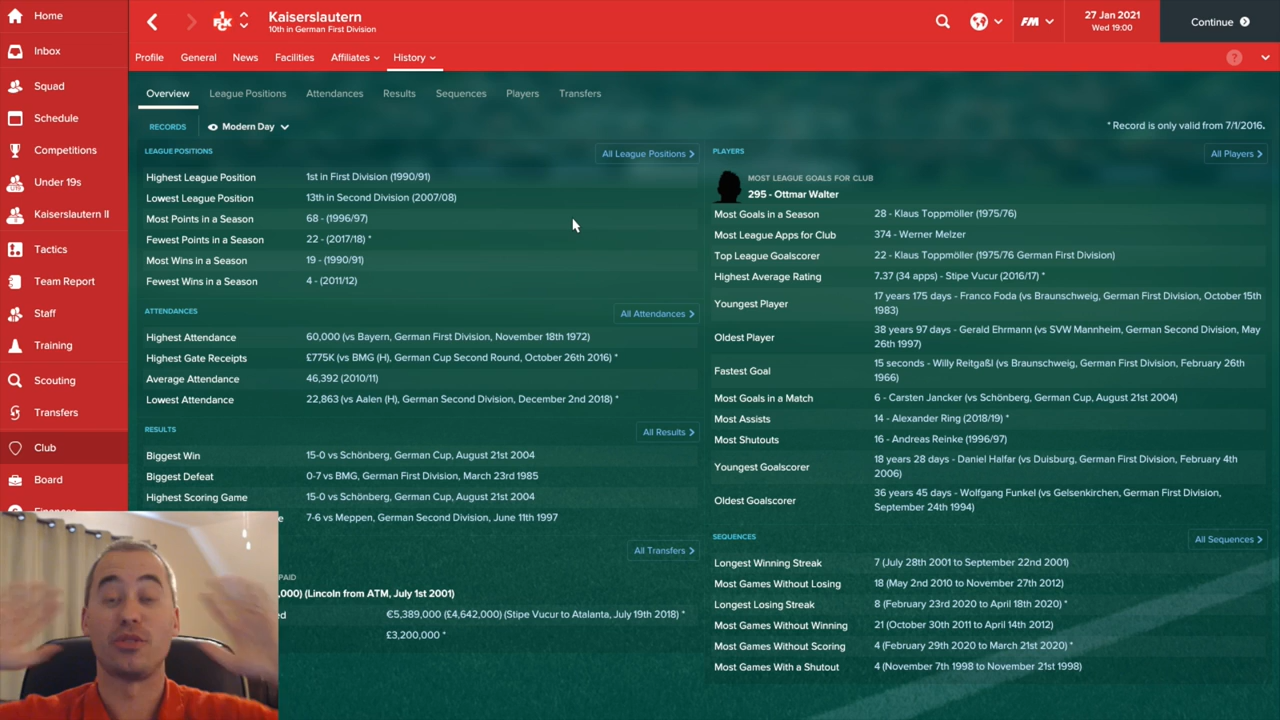 Home
Inbox
Squad
Schedule
Competitions
Under 19s
Kaiserslautern II
Tactics
Team Report
Staff
Training
Scouting
Transfers
Club
Board
Kaiserslautern
10th in German First Division
FM
27 Jan 2021
Wed 19:00
Continue
Profile
General
News
Facilities
Affiliates
History
?
Overview
League Positions
Attendances
Results
Sequences
Players
Transfers
RECORDS
Modern Day
* Record is only valid from 7/1/2016.
LEAGUE POSITIONS
All League Positions
Highest League Position 1st in First Division (1990/91)
Lowest League Position 13th in Second Division (2007/08)
Most Points in a Season 68 - (1996/97)
Fewest Points in a Season 22 - (2017/18) *
Most Wins in a Season 19 - (1990/91)
Fewest Wins in a Season 4 - (2011/12)
ATTENDANCES
All Attendances
Highest Attendance 60,000 (vs Bayern, German First Division, November 18th 1972)
Highest Gate Receipts £775K (vs BMG (H), German Cup Second Round, October 26th 2016) *
Average Attendance 46,392 (2010/11)
Lowest Attendance 22,863 (vs Aalen (H), German Second Division, December 2nd 2018) *
RESULTS
All Results
Biggest Win 15-0 vs Schönberg, German Cup, August 21st 2004
Biggest Defeat 0-7 vs BMG, German First Division, March 23rd 1985
Highest Scoring Game 15-0 vs Schönberg, German Cup, August 21st 2004
e 7-6 vs Meppen, German Second Division, June 11th 1997
All Transfers
PAID
,000) (Lincoln from ATM, July 1st 2001)
d €5,389,000 (£4,642,000) (Stipe Vucur to Atalanta, July 19th 2018) *
£3,200,000 *
PLAYERS
All Players
MOST LEAGUE GOALS FOR CLUB
295 - Ottmar Walter
Most Goals in a Season 28 - Klaus Toppmöller (1975/76)
Most League Apps for Club 374 - Werner Melzer
Top League Goalscorer 22 - Klaus Toppmöller (1975/76 German First Division)
Highest Average Rating 7.37 (34 apps) - Stipe Vucur (2016/17) *
Youngest Player 17 years 175 days - Franco Foda (vs Braunschweig, German First Division, October 15th
1983)
Oldest Player 38 years 97 days - Gerald Ehrmann (vs SVW Mannheim, German Second Division, May
26th 1997)
Fastest Goal 15 seconds - Willy Reitgaßl (vs Braunschweig, German First Division, February 26th
1966)
Most Goals in a Match 6 - Carsten Jancker (vs Schönberg, German Cup, August 21st 2004)
Most Assists 14 - Alexander Ring (2018/19) *
Most Shutouts 16 - Andreas Reinke (1996/97)
Youngest Goalscorer 18 years 28 days - Daniel Halfar (vs Duisburg, German First Division, February 4th
2006)
Oldest Goalscorer 36 years 45 days - Wolfgang Funkel (vs Gelsenkirchen, German First Division,
September 24th 1994)
SEQUENCES
All Sequences
Longest Winning Streak 7 (July 28th 2001 to September 22nd 2001)
Most Games Without Losing 18 (May 2nd 2010 to November 27th 2012)
Longest Losing Streak 8 (February 23rd 2020 to April 18th 2020) *
Most Games Without Winning 21 (October 30th 2011 to April 14th 2012)
Most Games Without Scoring 4 (February 29th 2020 to March 21st 2020) *
Most Games With a Shutout 4 (November 7th 1998 to November 21st 1998)